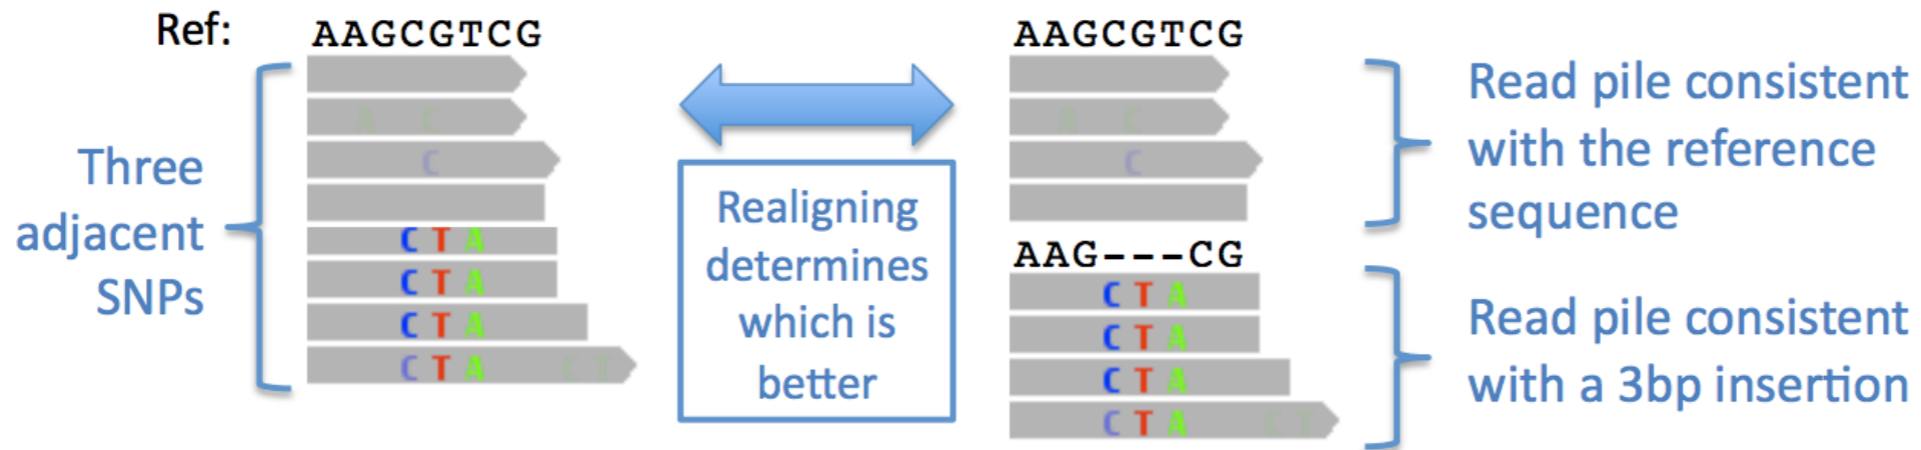 Ref: AAGCGTCG
Three
adjacent
SNPs
A C
C
C T A
C T A
C T A
C T A C T
Realigning
determines
which is
better
AAGCGTCG
A C
C
AAG---CG
C T A
C T A
C T A
C T A C T
Read pile consistent
with the reference
sequence
Read pile consistent
with a 3bp insertion